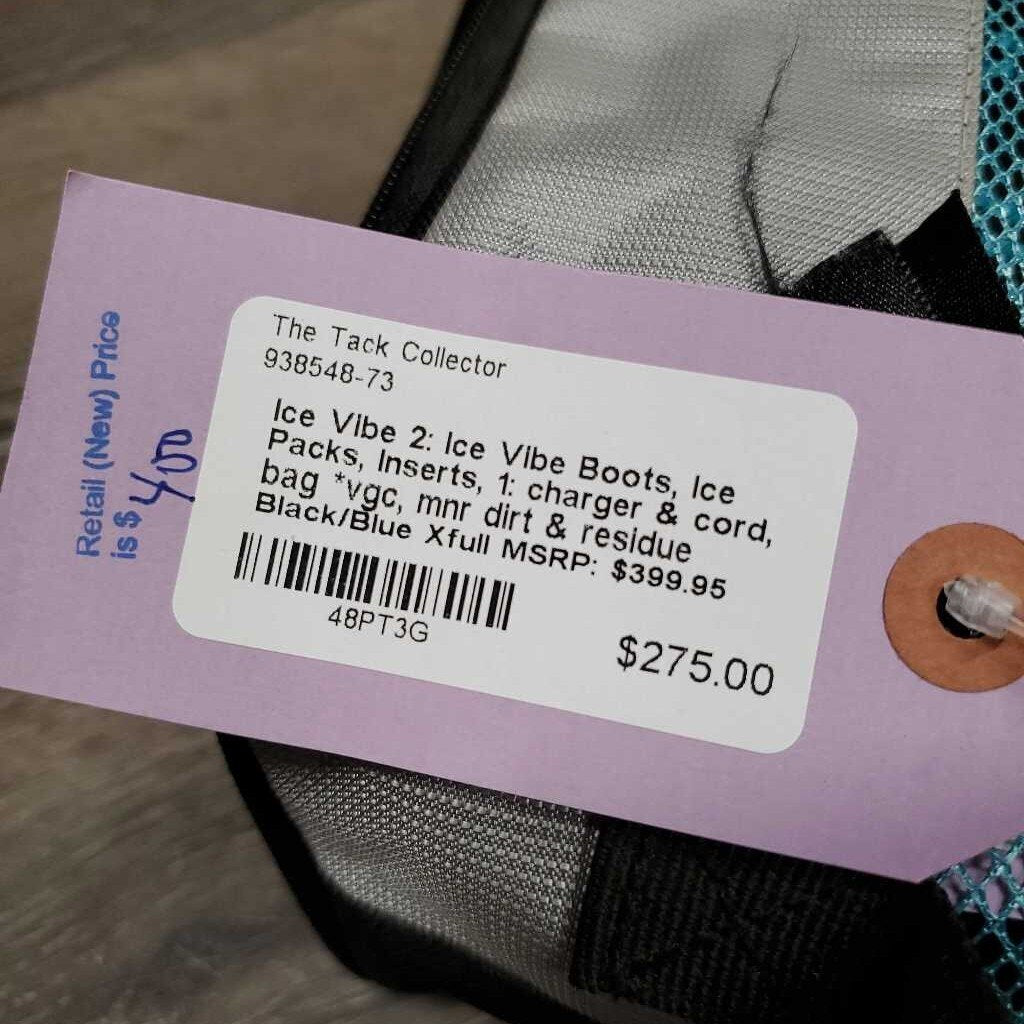 Retail (New) Price
is $ 400
The Tack Collector
938548-73
Ice Vibe 2: Ice Vibe Boots, Ice
Packs, Inserts, 1: charger & cord,
bag *vgc, mnr dirt & residue
Black/Blue Xfull MSRP: $399.95
48PT3G
$275.00